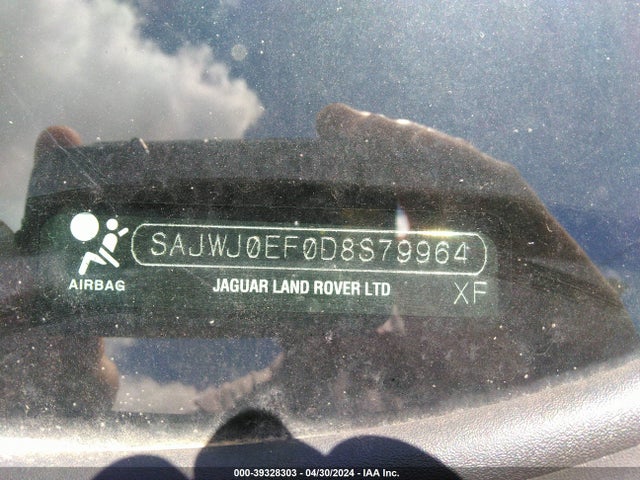 SAJWJ0EF0D8S79964
AIRBAG JAGUAR LAND ROVER LTD XF
000-39328303 - 04/30/2024 - IAA Inc.